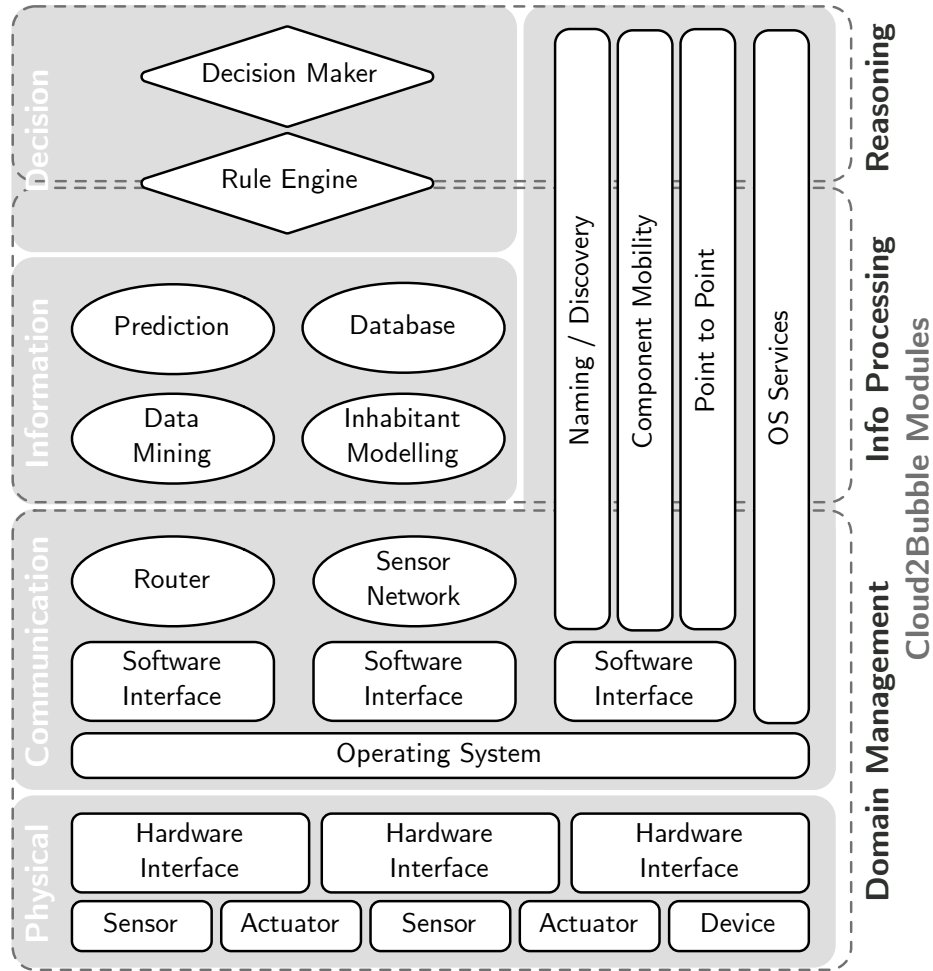 Decision
Decision Maker
Rule Engine
Reasoning
Information
Prediction
Database
Data
Mining
Inhabitant
Modelling
Naming / Discovery
Component Mobility
Point to Point
OS Services
Info Processing
Cloud2Bubble Modules
Communication
Router
Sensor
Network
Software
Interface
Software
Interface
Software
Interface
Operating System
Domain Management
Physical
Hardware
Interface
Hardware
Interface
Hardware
Interface
Sensor
Actuator
Sensor
Actuator
Device